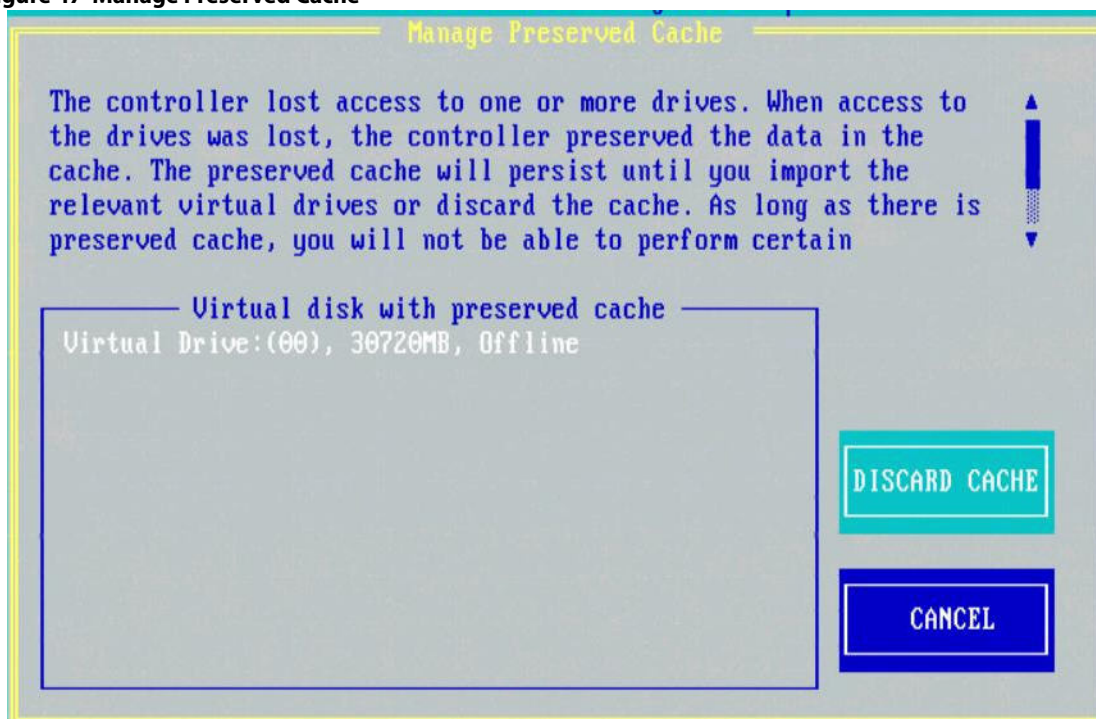 Manage Preserved Cache
The controller lost access to one or more drives. When access to
the drives was lost, the controller preserved the data in the
cache. The preserved cache will persist until you import the
relevant virtual drives or discard the cache. As long as there is
preserved cache, you will not be able to perform certain
Virtual disk with preserved cache
Virtual Drive:(00), 30720MB, Offline
DISCARD CACHE
CANCEL